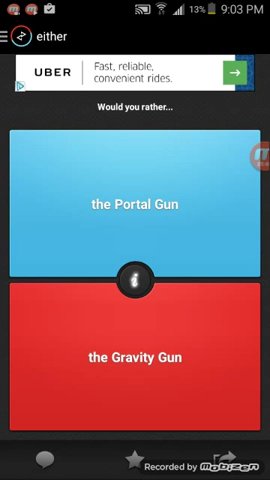 13% 9:03 PM
either
UBER
Fast, reliable,
convenient rides.
Would you rather...
the Portal Gun
i
the Gravity Gun
Recorded by mobizen